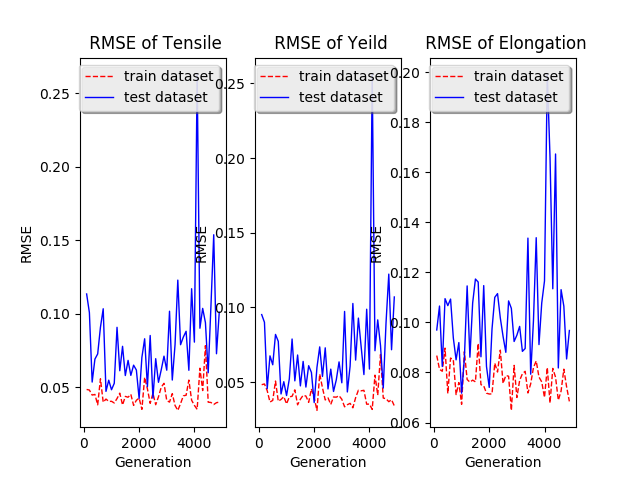 RMSE of Tensile
RMSE of Yeild
RMSE of Elongation
train dataset
test dataset
train dataset
test dataset
train dataset
test dataset
0.25
0.20
0.15
0.10
0.05
RMSE
0 2000 4000
Generation
0.25
0.20
0.15
0.10
0.05
RMSE
0 2000 4000
Generation
0.20
0.18
0.16
0.14
0.12
0.10
0.08
0.06
RMSE
0 2000 4000
Generation